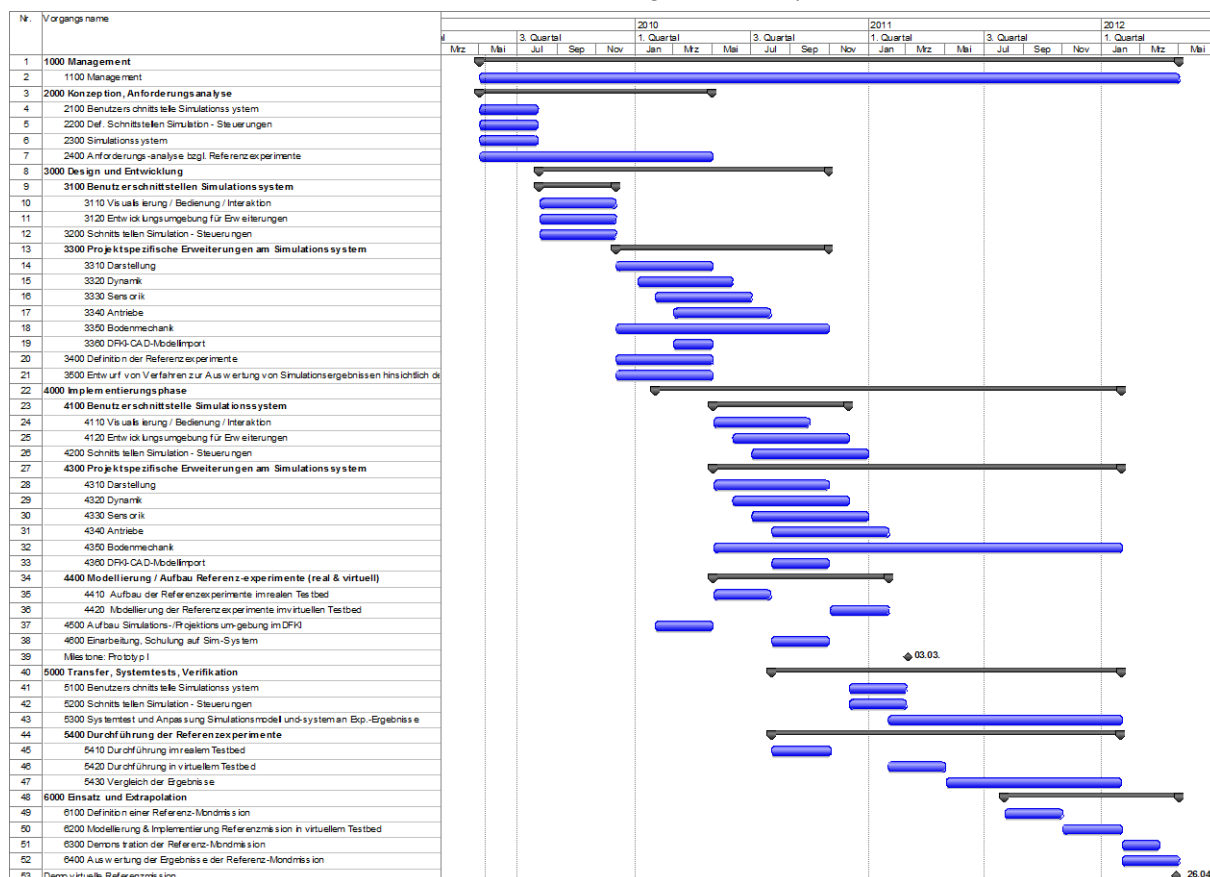 Nr. Vorgangsname
2010 2011 2012
3. Quartal 1. Quartal 3. Quartal 1. Quartal 3. Quartal 1. Quartal
Mrz Mai Jul Sep Nov Jan Mrz Mai Jul Sep Nov Jan Mrz Mai Jul Sep Nov Jan Mrz Mai
1 1000 Management
2 1100 Management
3 2000 Konzeption, Anforderungsanalyse
4 2100 Benutzerschnittstelle Simulationssystem
5 2200 Def. Schnittstellen Simulation - Steuerungen
6 2300 Simulationssystem
7 2400 Anforderungs-analyse bzgl. Referenzexperimente
8 3000 Design und Entwicklung
9 3100 Benutzerschnittstellen Simulationssystem
10 3110 Visualisierung / Bedienung / Interaktion
11 3120 Entwicklungsumgebung für Erweiterungen
12 3200 Schnittstellen Simulation - Steuerungen
13 3300 Projektspezifische Erweiterungen am Simulationssystem
14 3310 Darstellung
15 3320 Dynamik
16 3330 Sensorik
17 3340 Antriebe
18 3350 Bodenmechanik
19 3360 DFKI-CAD-Modellimport
20 3400 Definition der Referenzexperimente
21 3500 Entwurf von Verfahren zur Auswertung von Simulationsergebnissen hinsichtlich de
22 4000 Implementierungsphase
23 4100 Benutzerschnittstelle Simulationssystem
24 4110 Visualisierung / Bedienung / Interaktion
25 4120 Entwicklungsumgebung für Erweiterungen
26 4200 Schnittstellen Simulation - Steuerungen
27 4300 Projektspezifische Erweiterungen am Simulationssystem
28 4310 Darstellung
29 4320 Dynamik
30 4330 Sensorik
31 4340 Antriebe
32 4350 Bodenmechanik
33 4360 DFKI-CAD-Modellimport
34 4400 Modellierung / Aufbau Referenz-experimente (real & virtuell)
35 4410 Aufbau der Referenzexperimente im realen Testbed
36 4420 Modellierung der Referenzexperimente im virtuellen Testbed
37 4500 Aufbau Simulations-/Projektionsum-gebung im DFKI
38 4600 Einarbeitung, Schulung auf Sim.-System
39 Milestone: Prototyp I 03.03.
40 5000 Transfer, Systemtests, Verifikation
41 5100 Benutzerschnittstelle Simulationssystem
42 5200 Schnittstellen Simulation - Steuerungen
43 5300 Systemtest und Anpassung Simulationsmodell und-system an Exp.-Ergebnisse
44 5400 Durchführung der Referenzexperimente
45 5410 Durchführung im realem Testbed
46 5420 Durchführung in virtuellem Testbed
47 5430 Vergleich der Ergebnisse
48 6000 Einsatz und Extrapolation
49 6100 Definition einer Referenz-Mondmission
50 6200 Modellierung & Implementierung Referenzmission in virtuellem Testbed
51 6300 Demonstration der Referenz-Mondmission
52 6400 Auswertung der Ergebnisse der Referenz-Mondmission
53 Demo virtuelle Referenzmission 26.04